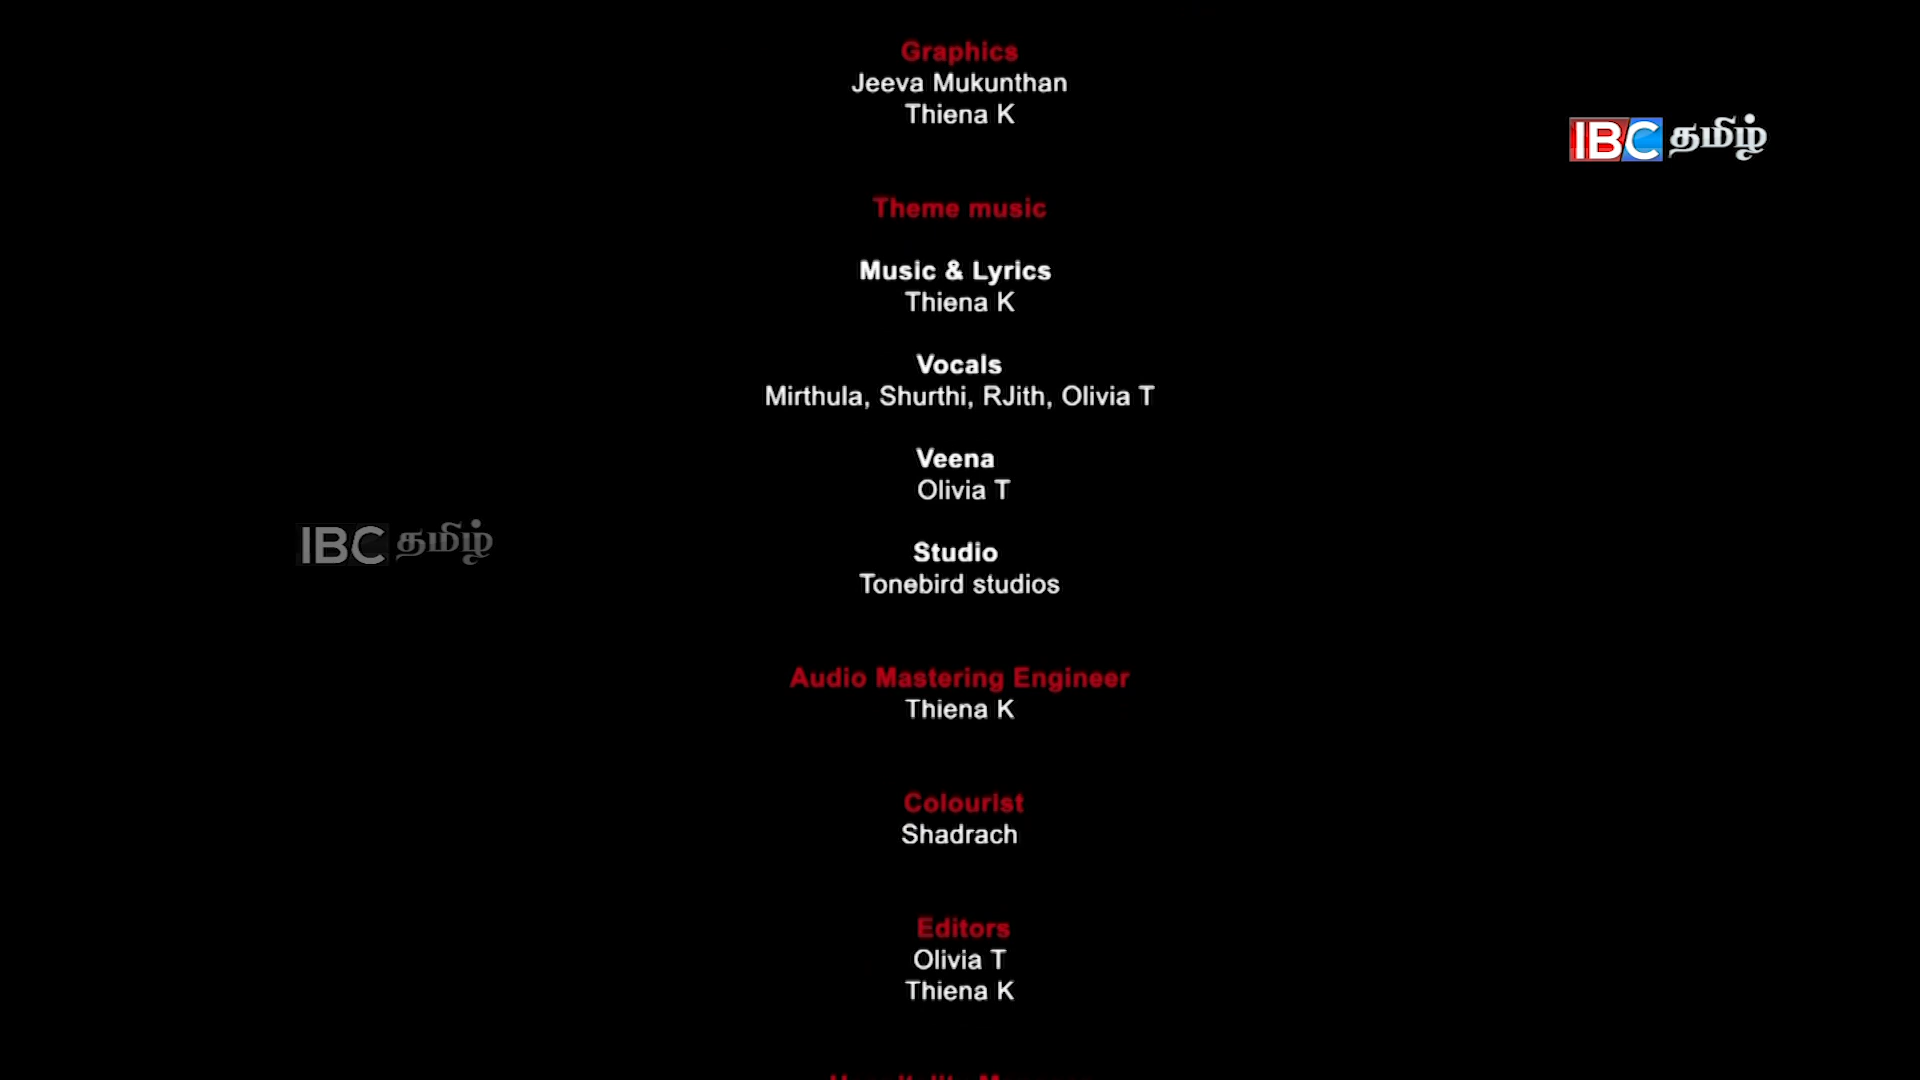 Graphics
Jeeva Mukunthan
Thiena K
IBC தமிழ்
Theme music
Music & Lyrics
Thiena K
Vocals
Mirthula, Shurthi, RJith, Olivia T
Veena
Olivia T
IBC தமிழ்
Studio
Tonebird studios
Audio Mastering Engineer
Thiena K
Colourist
Shadrach
Editors
Olivia T
Thiena K